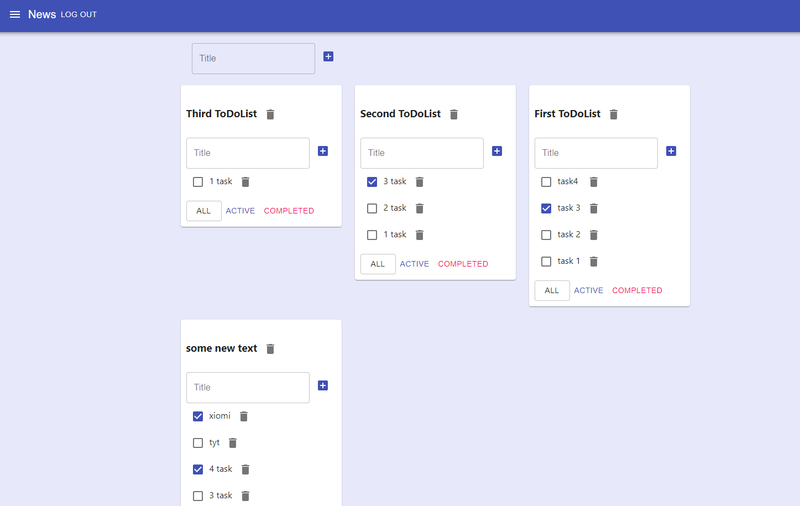 News LOG OUT
Title
Third ToDoList
Title
1 task
ALL ACTIVE COMPLETED
Second ToDoList
Title
3 task
2 task
1 task
ALL ACTIVE COMPLETED
First ToDoList
Title
task4
task 3
task 2
task 1
ALL ACTIVE COMPLETED
some new text
Title
xiomi
tyt
4 task
3 task